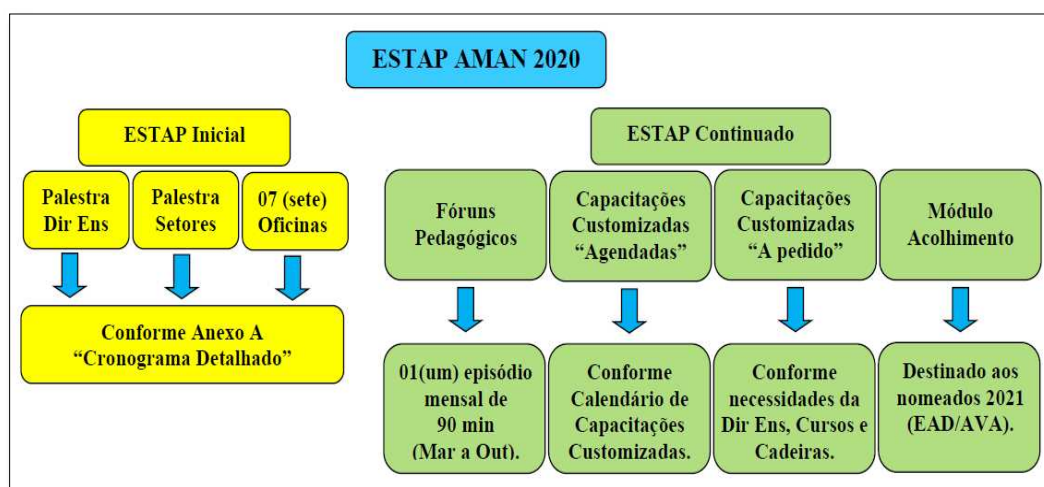 ESTAP AMAN 2020
ESTAP Inicial
Palestra
Dir Ens
Palestra
Setores
07 (sete)
Oficinas
Conforme Anexo A
“Cronograma Detalhado”
ESTAP Continuado
Fóruns
Pedagógicos
Capacitações
Customizadas
“Agendadas”
Capacitações
Customizadas
“A pedido”
Módulo
Acolhimento
01(um) episódio
mensal de
90 min
(Mar a Out).
Conforme
Calendário de
Capacitações
Customizadas.
Conforme
necessidades da
Dir Ens, Cursos e
Cadeiras.
Destinado aos
nomeados 2021
(EAD/AVA).